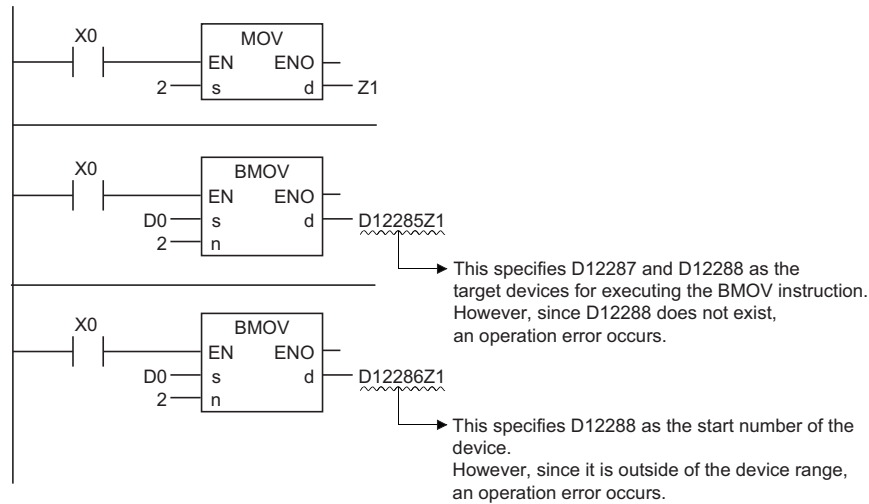 X0
MOV
EN ENO
2 s d Z1
X0
BMOV
EN ENO
D0 s d D12285Z1
2 n
This specifies D12287 and D12288 as the
target devices for executing the BMOV instruction.
However, since D12288 does not exist,
an operation error occurs.
X0
BMOV
EN ENO
D0 s d D12286Z1
2 n
This specifies D12288 as the start number of the
device.
However, since it is outside of the device range,
an operation error occurs.